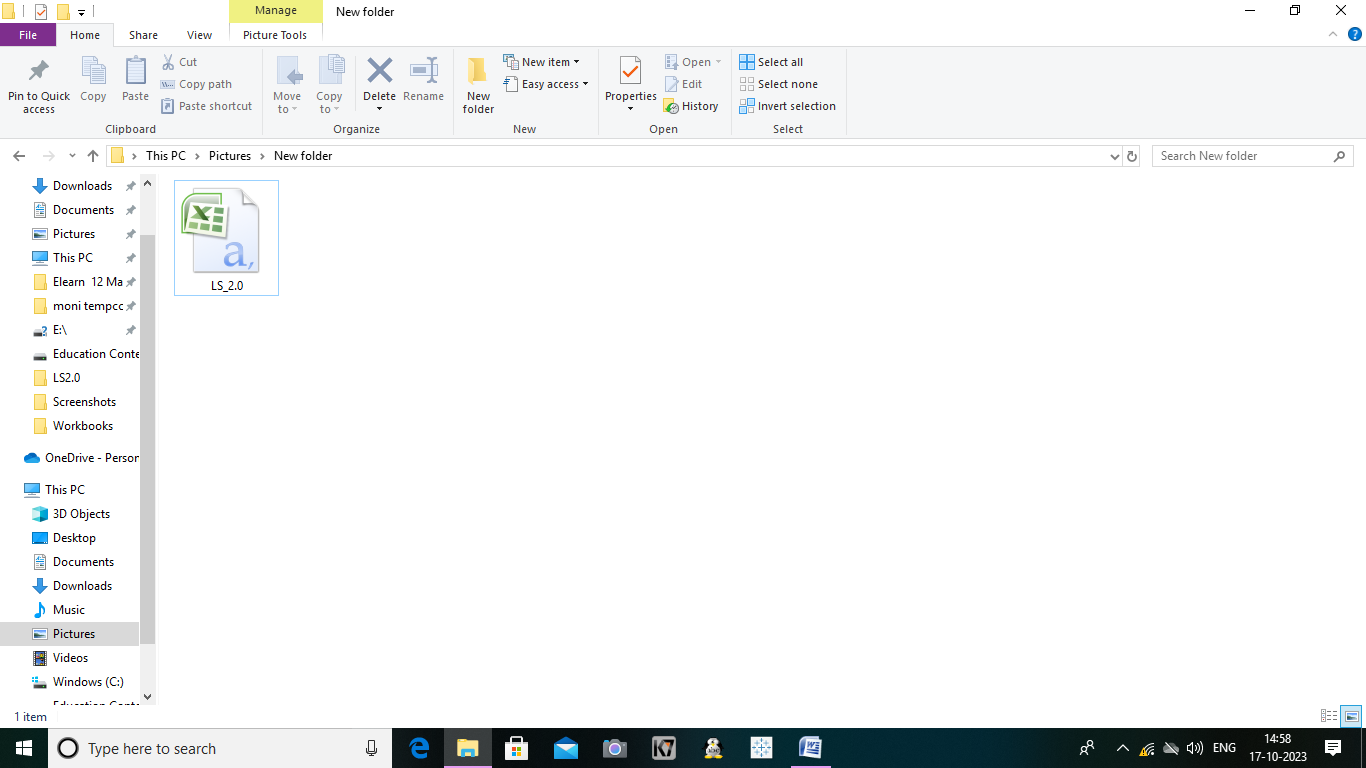 Manage
New folder
File
Home
Share
View
Picture Tools
Pin to Quick
access
Copy
Paste
Cut
Copy path
Paste shortcut
Clipboard
Move
to
Copy
to
Delete
Rename
Organize
New
folder
New item
Easy access
New
Properties
Open
Edit
History
Open
Select all
Select none
Invert selection
Select
This PC
Pictures
New folder
Search New folder
Downloads
Documents
Pictures
This PC
Elearn 12 Ma
moni tempcc
E:\
Education Conte
LS2.0
Screenshots
Workbooks
OneDrive - Person
This PC
3D Objects
Desktop
Documents
Downloads
Music
Pictures
Videos
Windows (C:)
a,
LS_2.0
1 item
Type here to search
ENG
14:58
17-10-2023